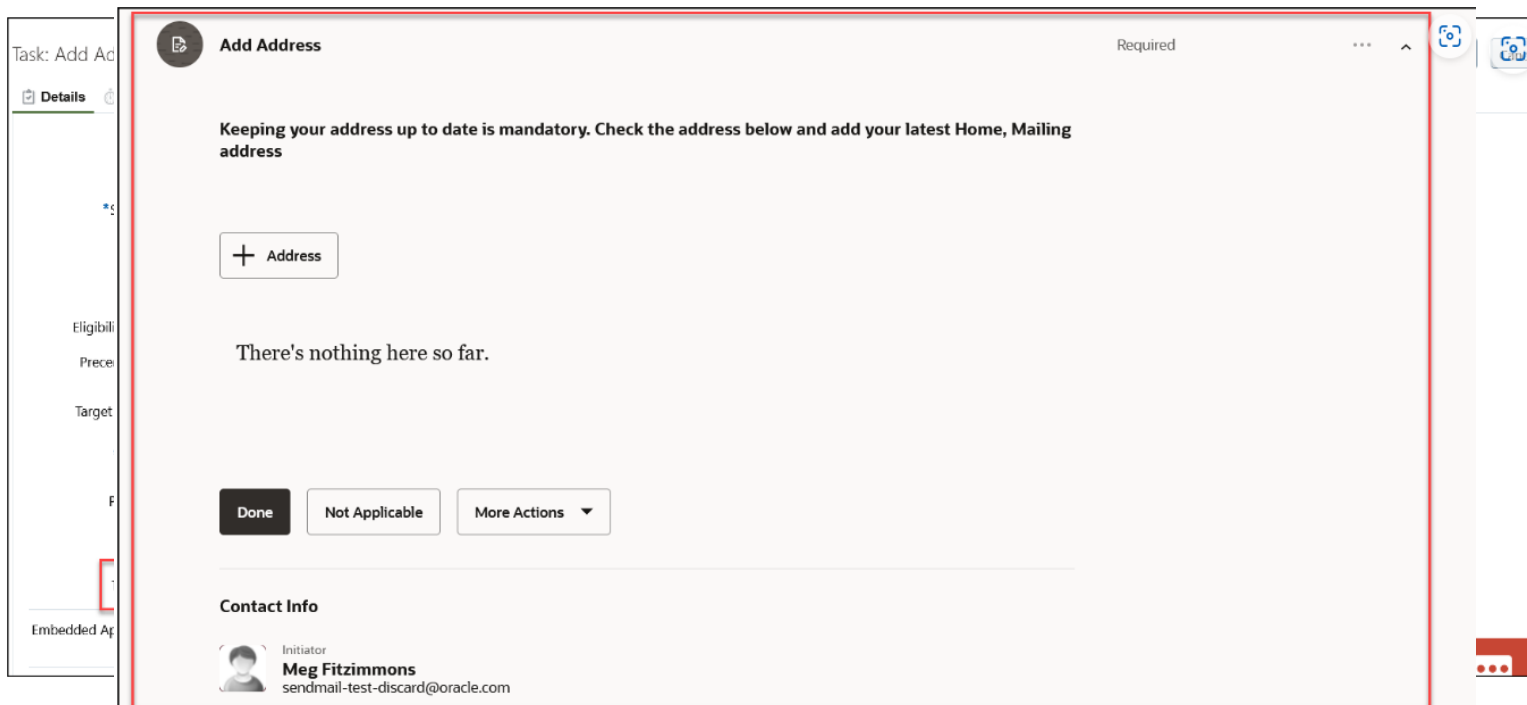 Task: Add Ad
Details
Eligibili
Prece
Target
Embedded Ap
Add Address
Required
Keeping your address up to date is mandatory. Check the address below and add your latest Home, Mailing
address
Address
There's nothing here so far.
Done Not Applicable More Actions
Contact Info
Initiator
Meg Fitzimmons
sendmail-test-discard@oracle.com